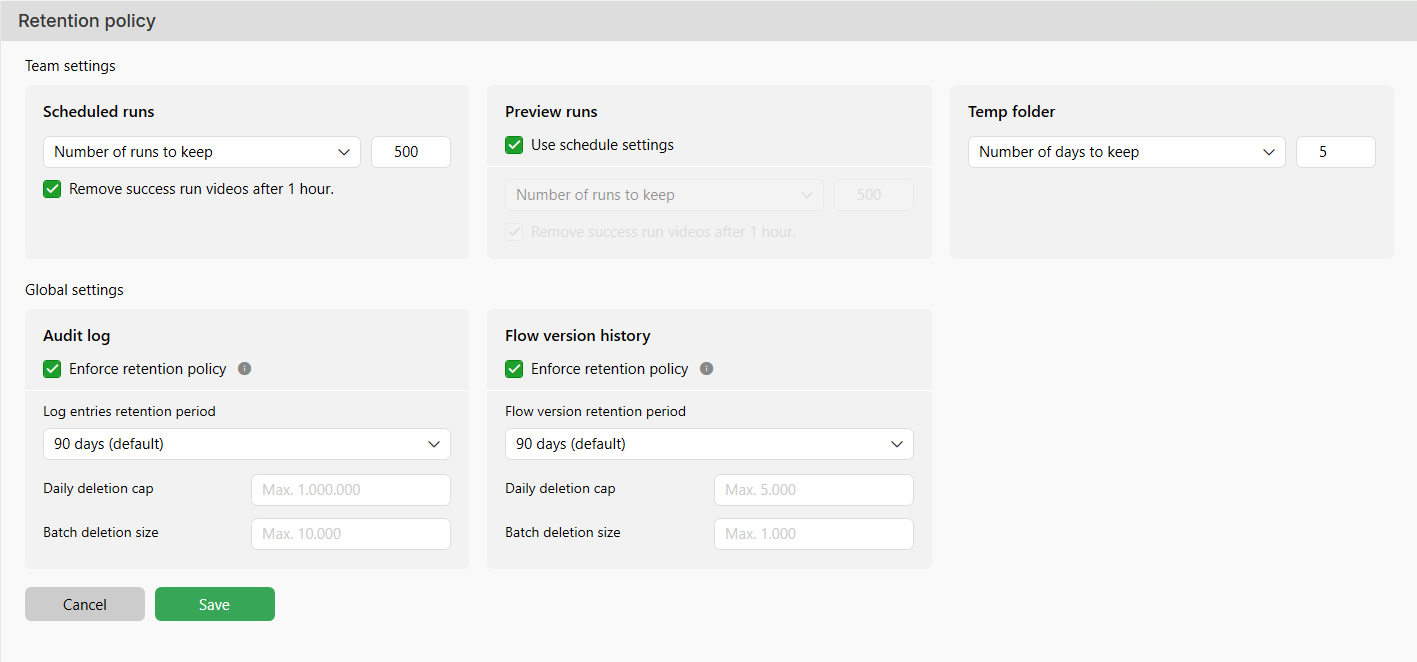 Retention policy
Team settings
Scheduled runs
Number of runs to keep
500
Remove success run videos after 1 hour.
Preview runs
Use schedule settings
Number of runs to keep
500
Remove success run videos after 1 hour.
Temp folder
Number of days to keep
5
Global settings
Audit log
Enforce retention policy
Log entries retention period
90 days (default)
Daily deletion cap
Max. 1.000.000
Batch deletion size
Max. 10.000
Flow version history
Enforce retention policy
Flow version retention period
90 days (default)
Daily deletion cap
Max. 5.000
Batch deletion size
Max. 1.000
Cancel
Save